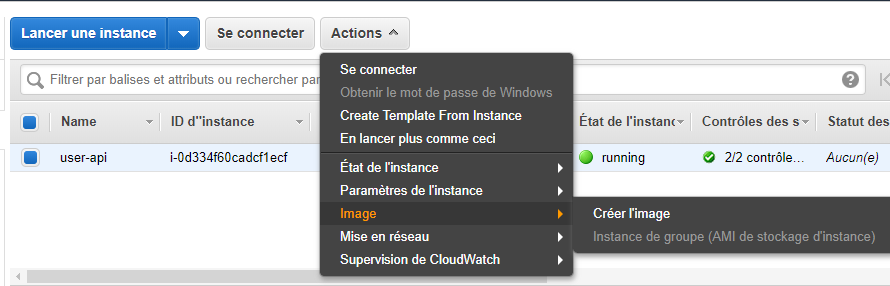 Lancer une instance Se connecter Actions
Se connecter
Filtrer par balises et attributs ou rechercher par
Obtenir le mot de passe de Windows
Create Template From Instance
Name ID d"instance État de l'instanc Contrôles des s Statut des
En lancer plus comme ceci
user-api i-0d334f60cadcf1ecf running 2/2 contrôle... Aucun(e)
État de l'instance
Paramètres de l'instance
Image Créer l'image
Mise en réseau Instance de groupe (AMI de stockage d'instance)
Supervision de CloudWatch